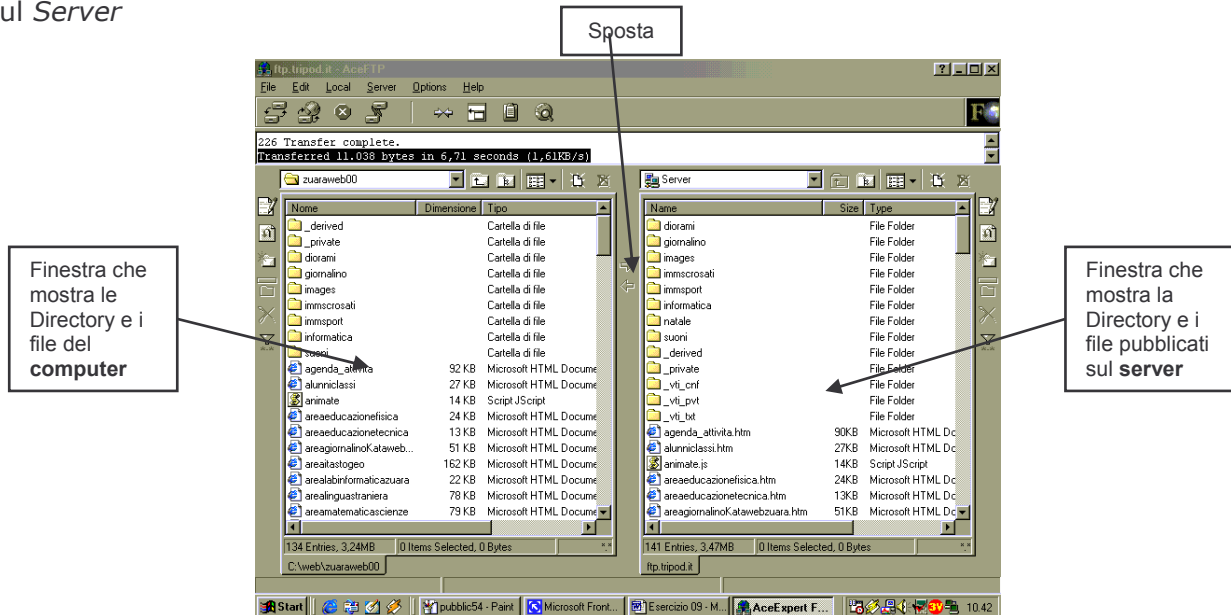 ul Server
Sposta
ftp.tripod.it - AceFTP
File Edit Local Server Options Help
226 Transfer complete.
Transferred 11.038 bytes in 6,71 seconds (1,61KB/s)
zuaraweb00
Nome Dimensione Tipo
_derived Cartella di file
_private Cartella di file
diorami Cartella di file
giornalino Cartella di file
images Cartella di file
immscrosati Cartella di file
immsport Cartella di file
informatica Cartella di file
suoni Cartella di file
agenda_attivita 92 KB Microsoft HTML Docume
alunniclassi 27 KB Microsoft HTML Docume
animate 14 KB Script JScript
areaeducazionefisica 24 KB Microsoft HTML Docume
areaeducazionetecnica 13 KB Microsoft HTML Docume
areagiornalinoKataweb... 51 KB Microsoft HTML Docume
areaitastogeo 162 KB Microsoft HTML Docume
arealabinformaticazuara 22 KB Microsoft HTML Docume
arealinguastraniera 78 KB Microsoft HTML Docume
areamatematicascienze 79 KB Microsoft HTML Docume
134 Entries, 3,24MB 0 Items Selected, 0 Bytes
C:\web\zuaraweb00
Server
Name Size Type
diorami File Folder
giornalino File Folder
images File Folder
immscrosati File Folder
immsport File Folder
informatica File Folder
natale File Folder
suoni File Folder
_derived File Folder
_private File Folder
_vti_cnf File Folder
_vti_pvt File Folder
_vti_txt File Folder
agenda_attivita.htm 90KB Microsoft HTML Dc
alunniclassi.htm 27KB Microsoft HTML Dc
animate.js 14KB Script JScript
areaeducazionefisica.htm 24KB Microsoft HTML Dc
areaeducazionetecnica.htm 13KB Microsoft HTML Dc
areagiornalinoKatawebzuara.htm 51KB Microsoft HTML Dc
141 Entries, 3,47MB 0 Items Selected, 0 Bytes
ftp.tripod.it
Finestra che
mostra le
Directory e i
file del
computer
Finestra che
mostra la
Directory e i
file pubblicati
sul server
Start pubblic54 - Paint Microsoft Front... Esercizio 09 - M... AceExpert F... 10.42